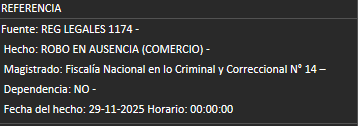 REFERENCIA
Fuente: REG LEGALES 1174 -
Hecho: ROBO EN AUSENCIA (COMERCIO) -
Magistrado: Fiscalía Nacional en lo Criminal y Correccional N° 14 –
Dependencia: NO -
Fecha del hecho: 29-11-2025 Horario: 00:00:00